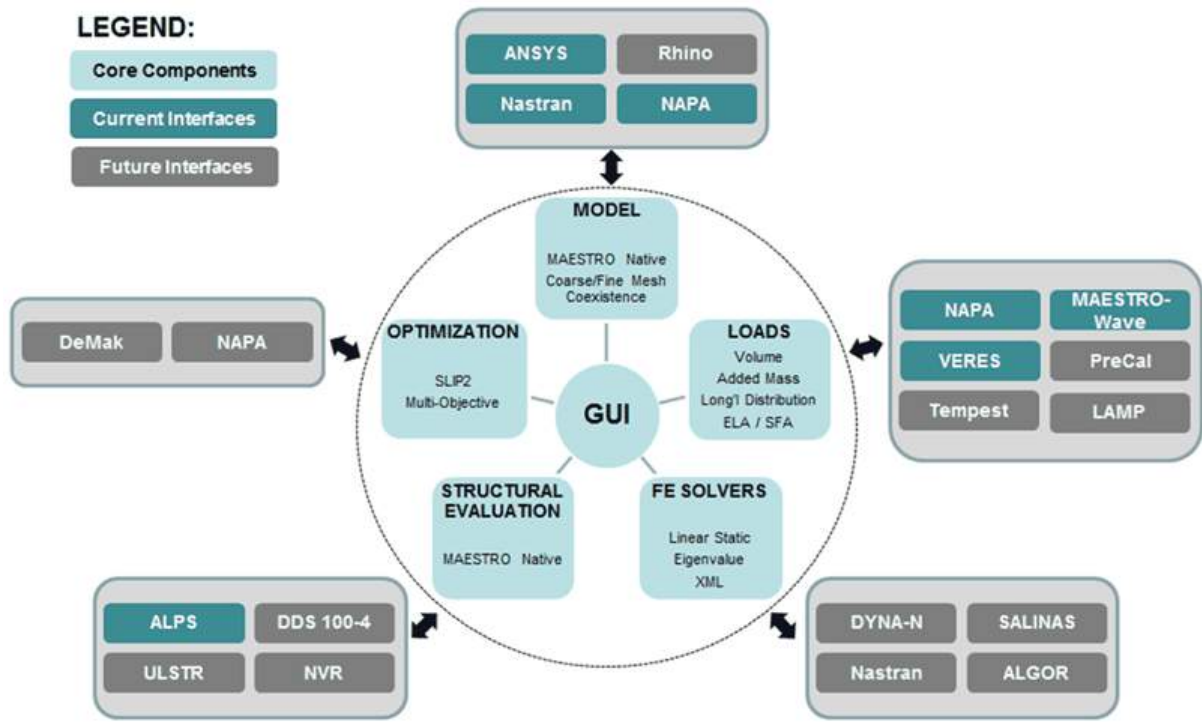 LEGEND:
Core Components
Current Interfaces
Future Interfaces
ANSYS
Rhino
Nastran
NAPA
MODEL
MAESTRO Native
Coarse/Fine Mesh
Coexistence
DeMak
NAPA
OPTIMIZATION
SLIP2
Multi-Objective
GUI
LOADS
Volume
Added Mass
Long'l Distribution
ELA / SFA
NAPA
MAESTRO-
Wave
VERES
PreCal
Tempest
LAMP
STRUCTURAL
EVALUATION
MAESTRO Native
FE SOLVERS
Linear Static
Eigenvalue
XML
ALPS
DDS 100-4
ULSTR
NVR
DYNA-N
SALINAS
Nastran
ALGOR